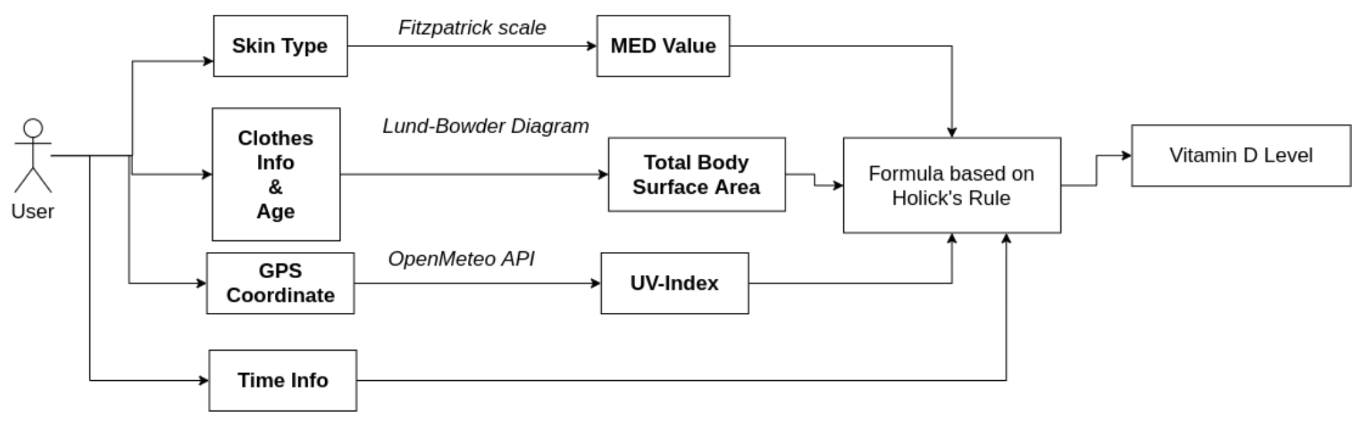 Fitzpatrick scale
Skin Type
MED Value
Lund-Bowder Diagram
Clothes
Info
&
Age
Total Body
Surface Area
Formula based on
Holick's Rule
Vitamin D Level
User
OpenMeteo API
GPS
Coordinate
UV-Index
Time Info